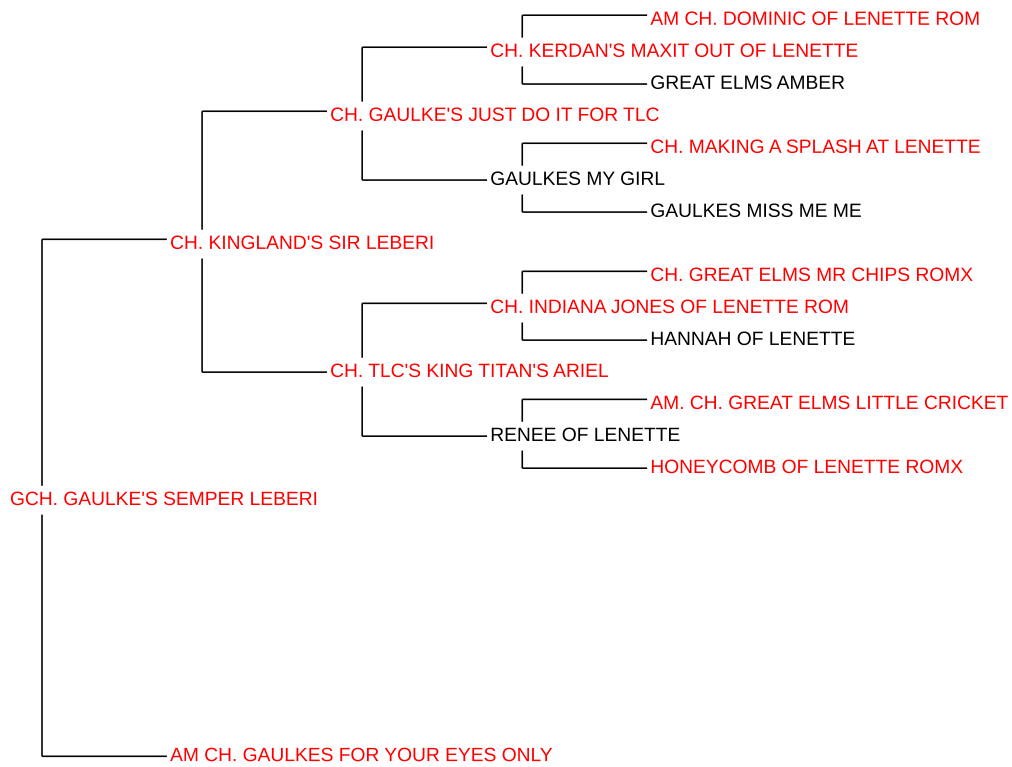 AM CH. DOMINIC OF LENETTE ROM
CH. KERDAN'S MAXIT OUT OF LENETTE
GREAT ELMS AMBER
CH. GAULKE'S JUST DO IT FOR TLC
CH. MAKING A SPLASH AT LENETTE
GAULKES MY GIRL
GAULKES MISS ME ME
CH. KINGLAND'S SIR LEBERI
CH. GREAT ELMS MR CHIPS ROMX
CH. INDIANA JONES OF LENETTE ROM
HANNAH OF LENETTE
CH. TLC'S KING TITAN'S ARIEL
AM. CH. GREAT ELMS LITTLE CRICKET
RENEE OF LENETTE
HONEYCOMB OF LENETTE ROMX
GCH. GAULKE'S SEMPER LEBERI
AM CH. GAULKES FOR YOUR EYES ONLY